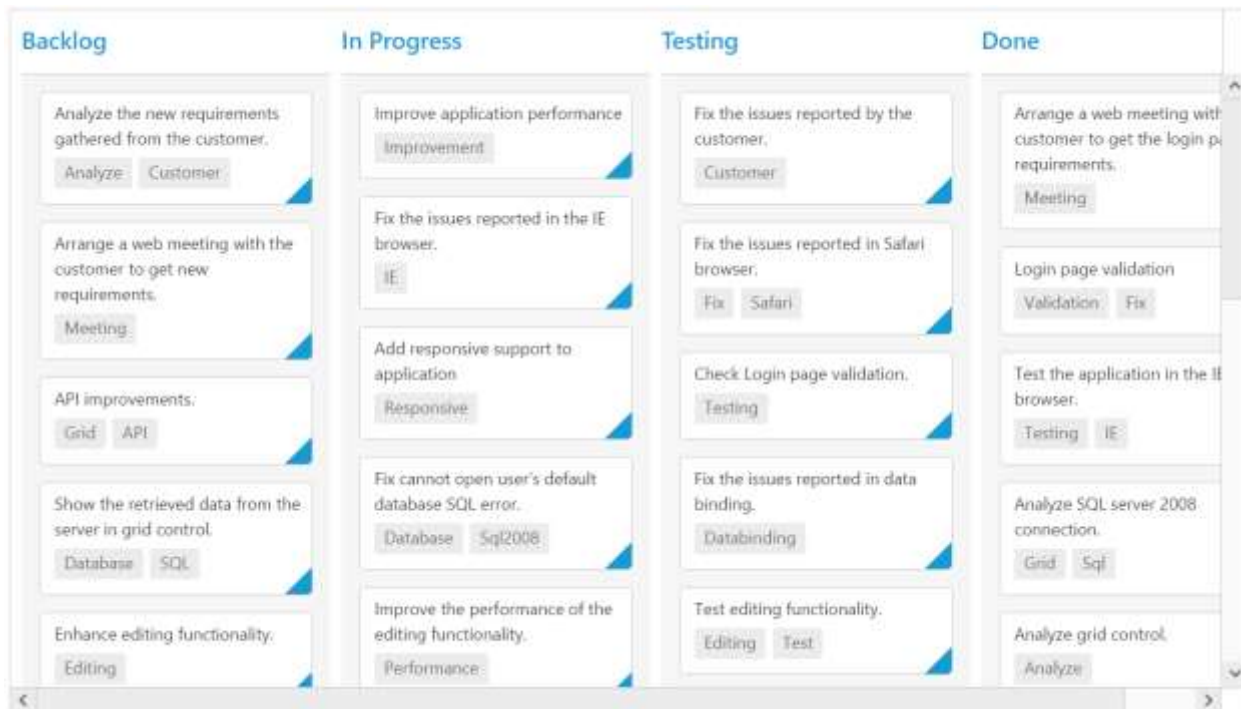 Backlog
Analyze the new requirements
gathered from the customer.
Analyze Customer
Arrange a web meeting with the
customer to get new
requirements.
Meeting
API improvements.
Grid API
Show the retrieved data from the
server in grid control.
Database SQL
Enhance editing functionality.
Editing
In Progress
Improve application performance
Improvement
Fix the issues reported in the IE
browser.
IE
Add responsive support to
application
Responsive
Fix cannot open user's default
database SQL error.
Database Sql2008
Improve the performance of the
editing functionality.
Performance
Testing
Fix the issues reported by the
customer.
Customer
Fix the issues reported in Safari
browser.
Fix Safari
Check Login page validation.
Testing
Fix the issues reported in data
binding.
Databinding
Test editing functionality.
Editing Test
Done
Arrange a web meeting with
customer to get the login
requirements.
Meeting
Login page validation
Validation Fix
Test the application in the IE
browser.
Testing IE
Analyze SQL server 2008
connection.
Grid Sql
Analyze grid control.
Analyze